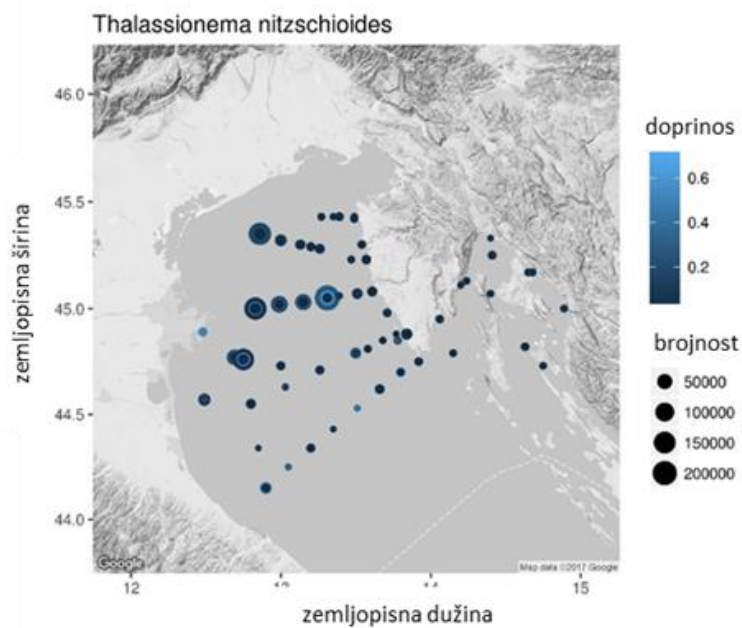 Thalassionema nitzschioides
46.0
45.5
45.0
44.5
44.0
zemljopisna širina
12
13
14
15
zemljopisna dužina
doprinos
0.6
0.4
0.2
brojnost
50000
100000
150000
200000
Google
Map data ©2017 Google